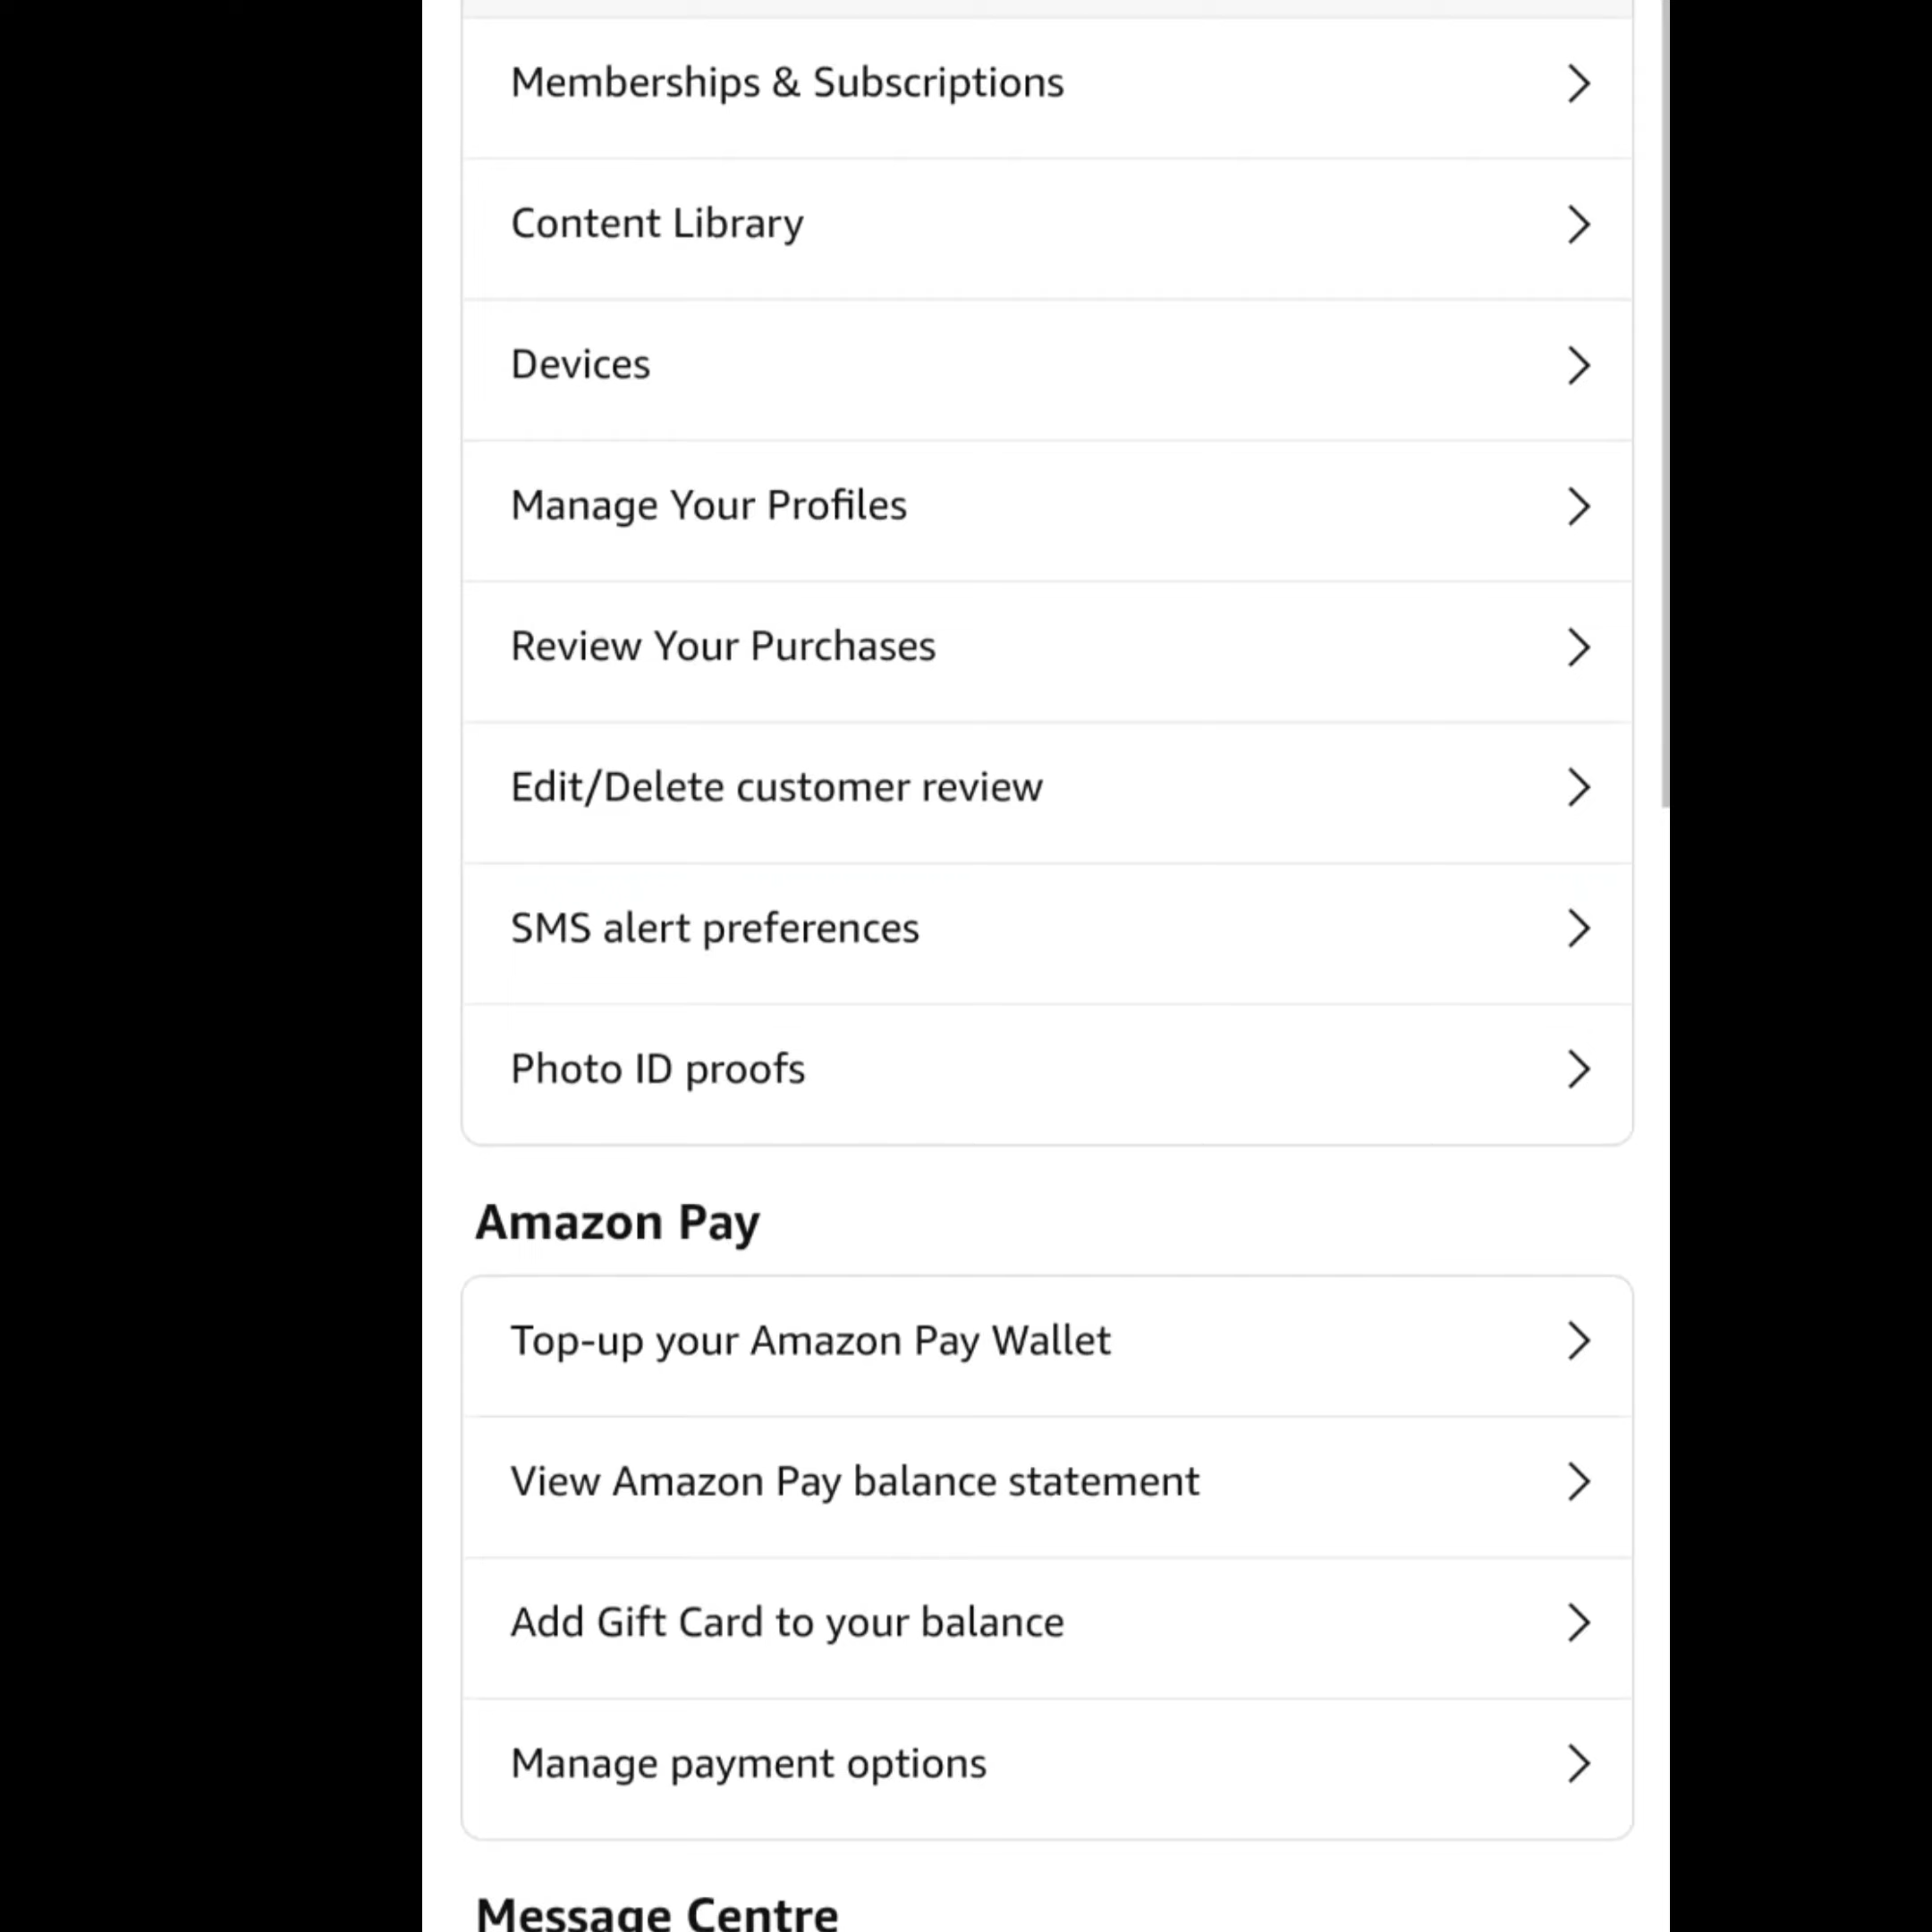 Memberships & Subscriptions
Content Library
Devices
Manage Your Profiles
Review Your Purchases
Edit/Delete customer review
SMS alert preferences
Photo ID proofs
Amazon Pay
Top-up your Amazon Pay Wallet
View Amazon Pay balance statement
Add Gift Card to your balance
Manage payment options
Message Centre